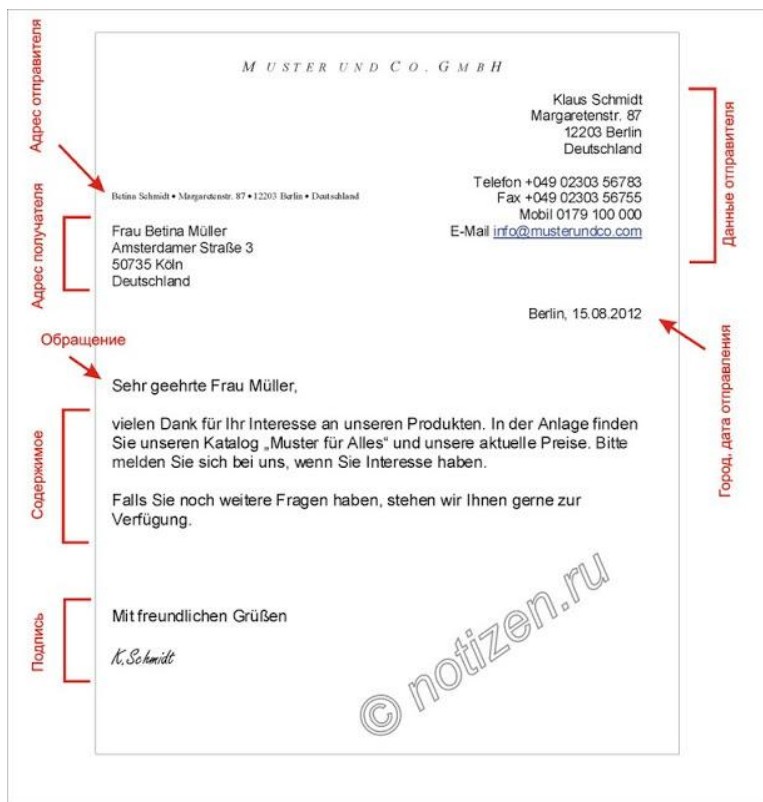 MUSTER UND CO. GMBH
Klaus Schmidt
Margaretenstr. 87
12203 Berlin
Deutschland
Telefon +049 02303 56783
Fax +049 02303 56755
Mobil 0179 100 000
E-Mail info@musterundco.com
Данные отправителя
Адрес отправителя
Betina Schmidt • Margaretenstr. 87 • 12203 Berlin • Deutschland
Адрес получателя
Frau Betina Müller
Amsterdamer Straße 3
50735 Köln
Deutschland
Berlin, 15.08.2012
Город, дата отправления
Обращение
Sehr geehrte Frau Müller,
Содержимое
vielen Dank für Ihr Interesse an unseren Produkten. In der Anlage finden
Sie unseren Katalog „Muster für Alles“ und unsere aktuelle Preise. Bitte
melden Sie sich bei uns, wenn Sie Interesse haben.
Falls Sie noch weitere Fragen haben, stehen wir Ihnen gerne zur
Verfügung.
Подпись
Mit freundlichen Grüßen
K.Schmidt
© notizen.ru